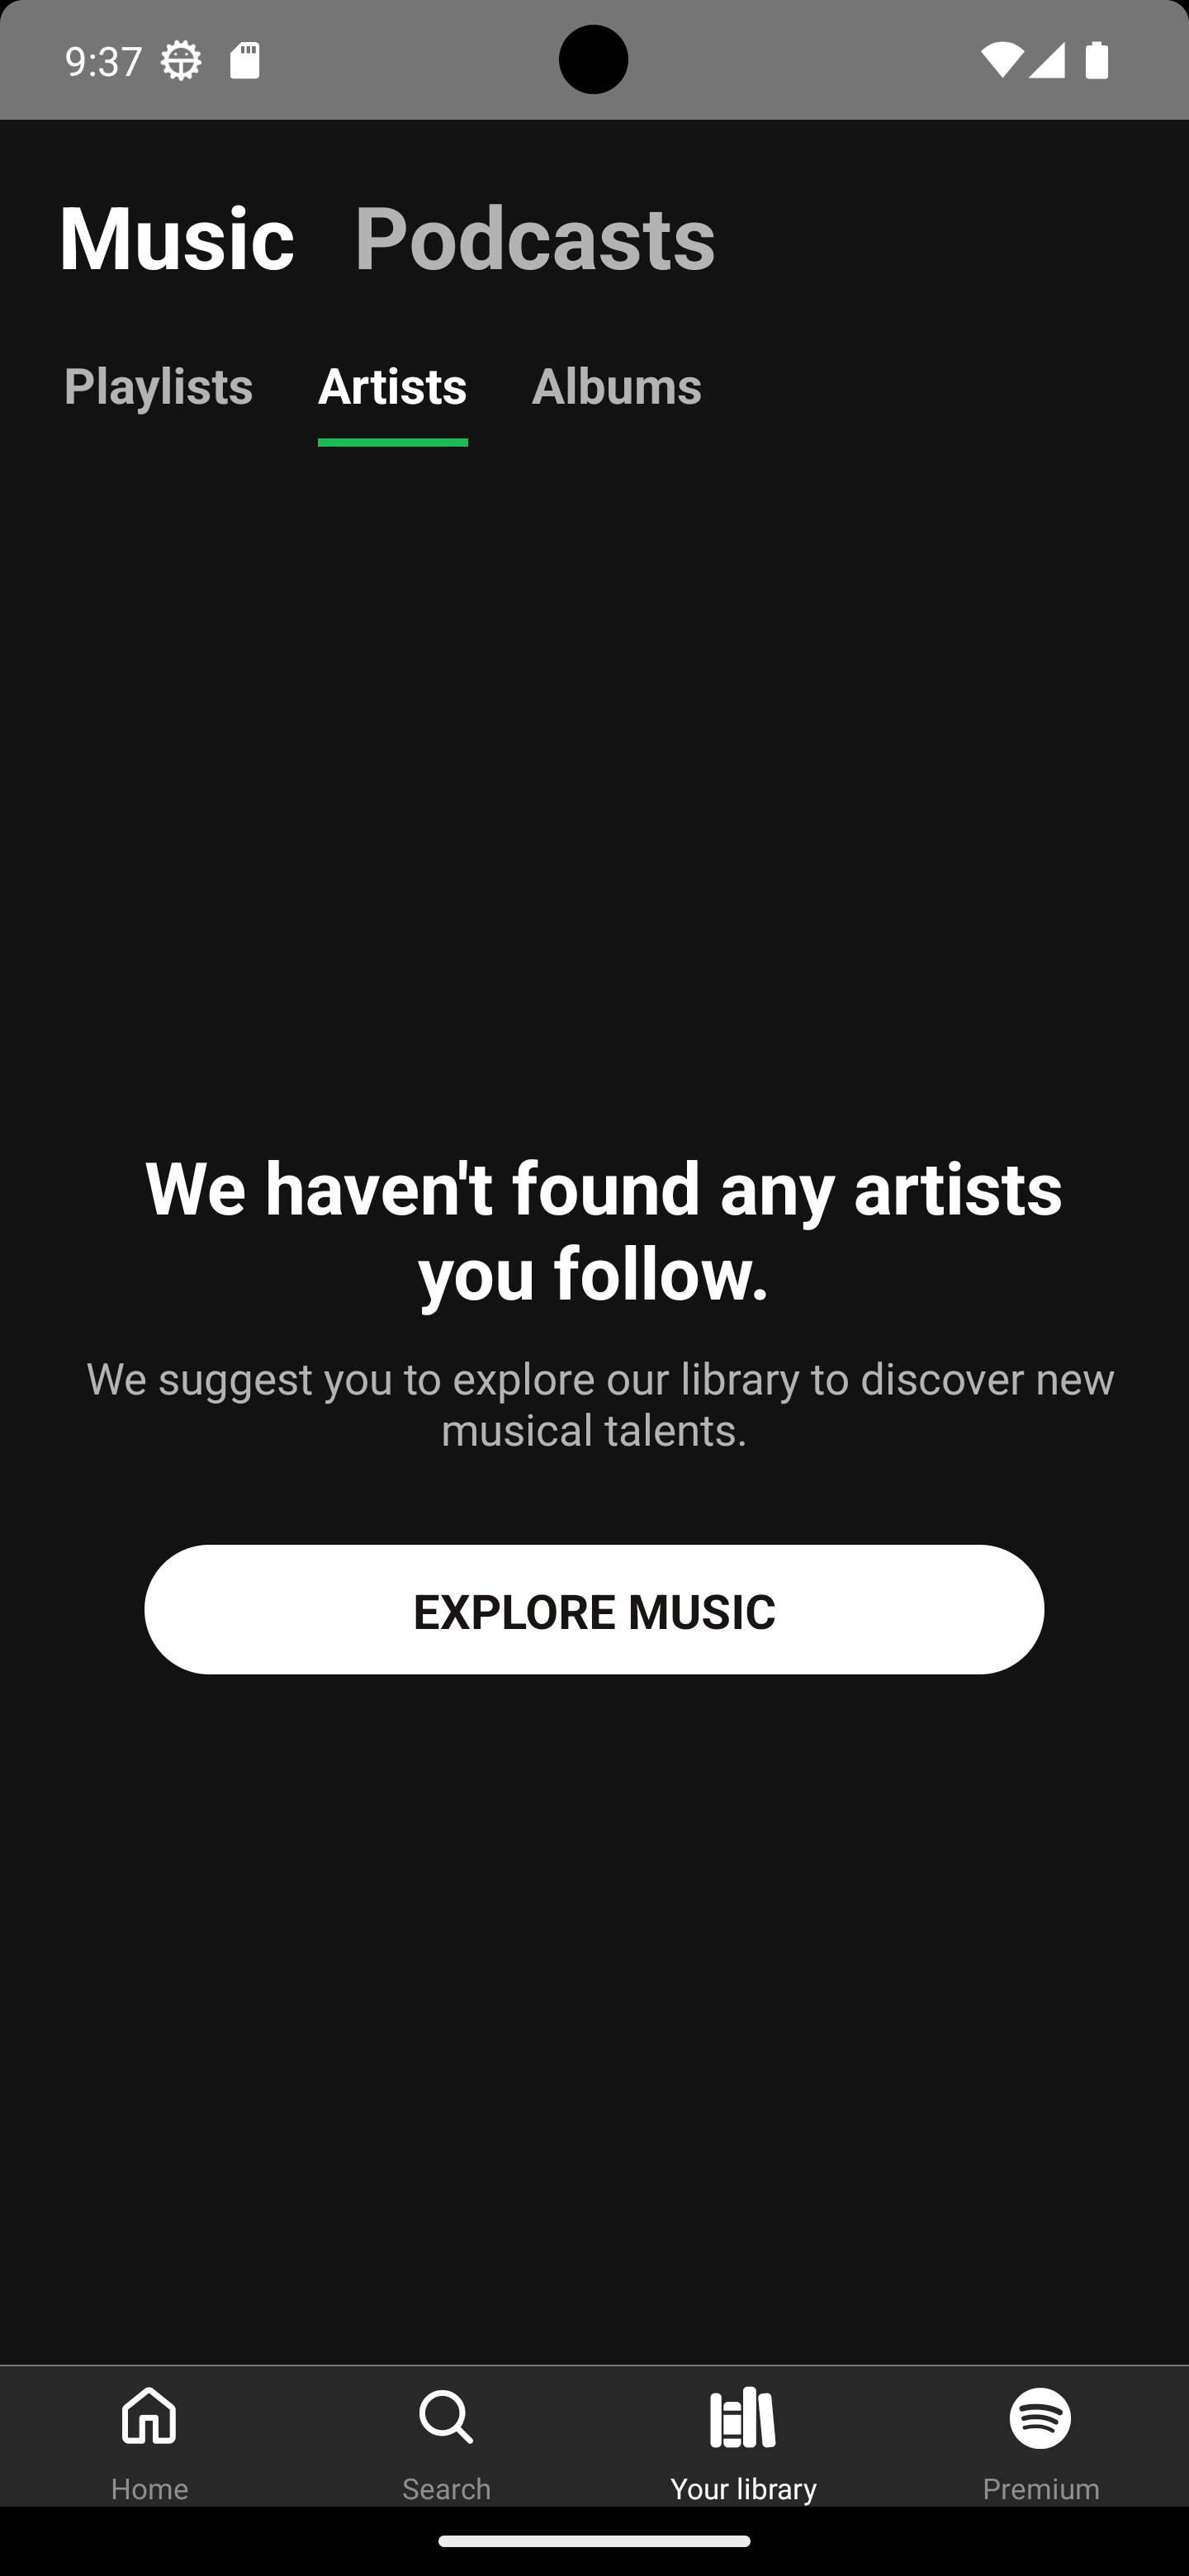 9:37
Music Podcasts
Playlists Artists Albums
We haven't found any artists
you follow.
We suggest you to explore our library to discover new
musical talents.
EXPLORE MUSIC
Home Search Your library Premium